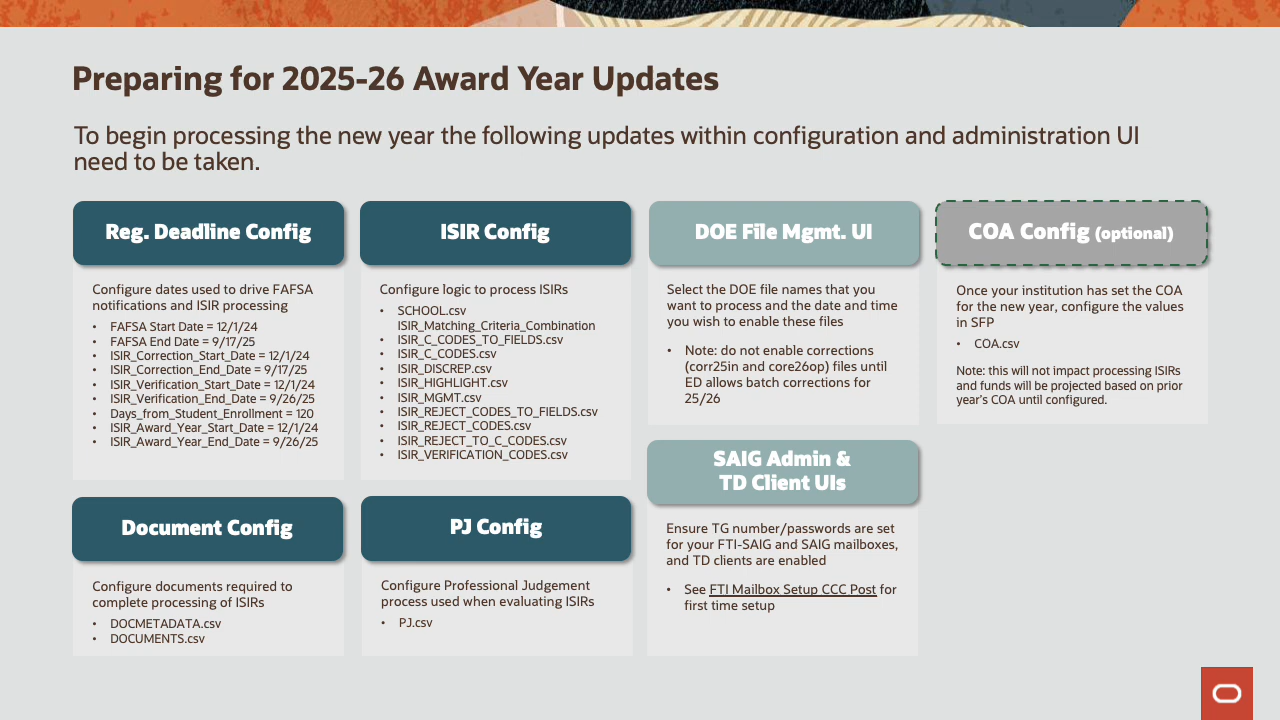 Preparing for 2025-26 Award Year Updates
To begin processing the new year the following updates within configuration and administration UI
need to be taken.
Reg. Deadline Config
Configure dates used to drive FAFSA
notifications and ISIR processing
• FAFSA Start Date = 12/1/24
• FAFSA End Date = 9/17/25
• ISIR_Correction_Start_Date = 12/1/24
• ISIR_Correction_End_Date = 9/17/25
• ISIR_Verification_Start_Date = 12/1/24
• ISIR_Verification_End_Date = 9/26/25
• Days_from_Student_Enrollment = 120
• ISIR_Award_Year_Start_Date = 12/1/24
• ISIR_Award_Year_End_Date = 9/26/25
ISIR Config
Configure logic to process ISIRs
• SCHOOL.csv
ISIR_Matching_Criteria_Combination
• ISIR_C_CODES_TO_FIELDS.csv
• ISIR_C_CODES.csv
• ISIR_DISCREP.csv
• ISIR_HIGHLIGHT.csv
• ISIR_MGMT.csv
• ISIR_REJECT_CODES_TO_FIELDS.csv
• ISIR_REJECT_CODES.csv
• ISIR_REJECT_TO_C_CODES.csv
• ISIR_VERIFICATION_CODES.csv
DOE File Mgmt. UI
Select the DOE file names that you
want to process and the date and time
you wish to enable these files
• Note: do not enable corrections
(corr25in and core26op) files until
ED allows batch corrections for
25/26
COA Config (optional)
Once your institution has set the COA
for the new year, configure the values
in SFP
• COA.csv
Note: this will not impact processing ISIRs
and funds will be projected based on prior
year's COA until configured.
Document Config
Configure documents required to
complete processing of ISIRs
• DOCMETADATA.csv
• DOCUMENTS.csv
PJ Config
Configure Professional Judgement
process used when evaluating ISIRs
• PJ.csv
SAIG Admin &
TD Client UIs
Ensure TG number/passwords are set
for your FTI-SAIG and SAIG mailboxes,
and TD clients are enabled
• See FTI Mailbox Setup CCC Post for
first time setup